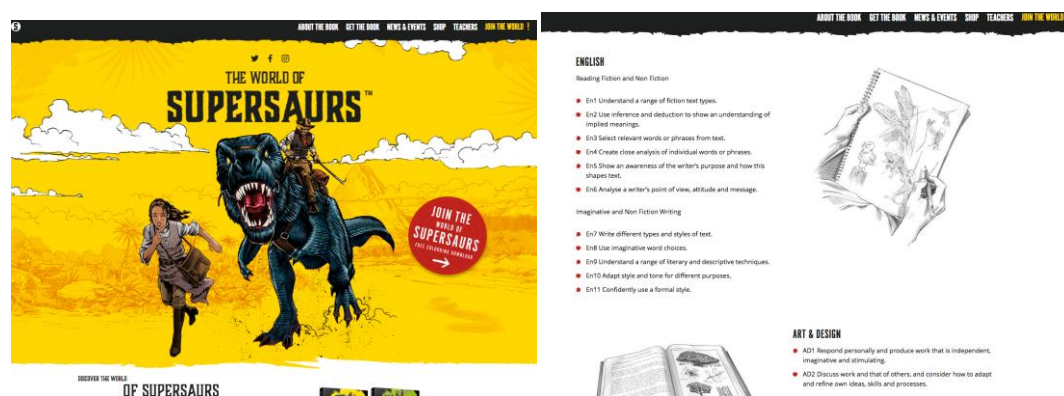 S
ABOUT THE BOOK GET THE BOOK NEWS & EVENTS SHOP TEACHERS JOIN THE WORLD !
THE WORLD OF
SUPERSAURS™
JOIN THE
WORLD OF
SUPERSAURS
FREE COLOURING DOWNLOAD
DISCOVER THE WORLD
OF SUPERSAURS
ABOUT THE BOOK GET THE BOOK NEWS & EVENTS SHOP TEACHERS JOIN THE WORLD
ENGLISH
Reading Fiction and Non Fiction
En1 Understand a range of fiction text types.
En2 Use inference and deduction to show an understanding of
implied meanings.
En3 Select relevant words or phrases from text.
En4 Create close analysis of individual words or phrases.
En5 Show an awareness of the writer's purpose and how this
shapes text.
En6 Analyse a writer's point of view, attitude and message.
Imaginative and Non Fiction Writing
En7 Write different types and styles of text.
En8 Use imaginative word choices.
En9 Understand a range of literary and descriptive techniques.
En10 Adapt style and tone for different purposes.
En11 Confidently use a formal style.
ART & DESIGN
AD1 Respond personally and produce work that is independent,
imaginative and stimulating.
AD2 Discuss work and that of others, and consider how to adapt
and refine own ideas, skills and processes.